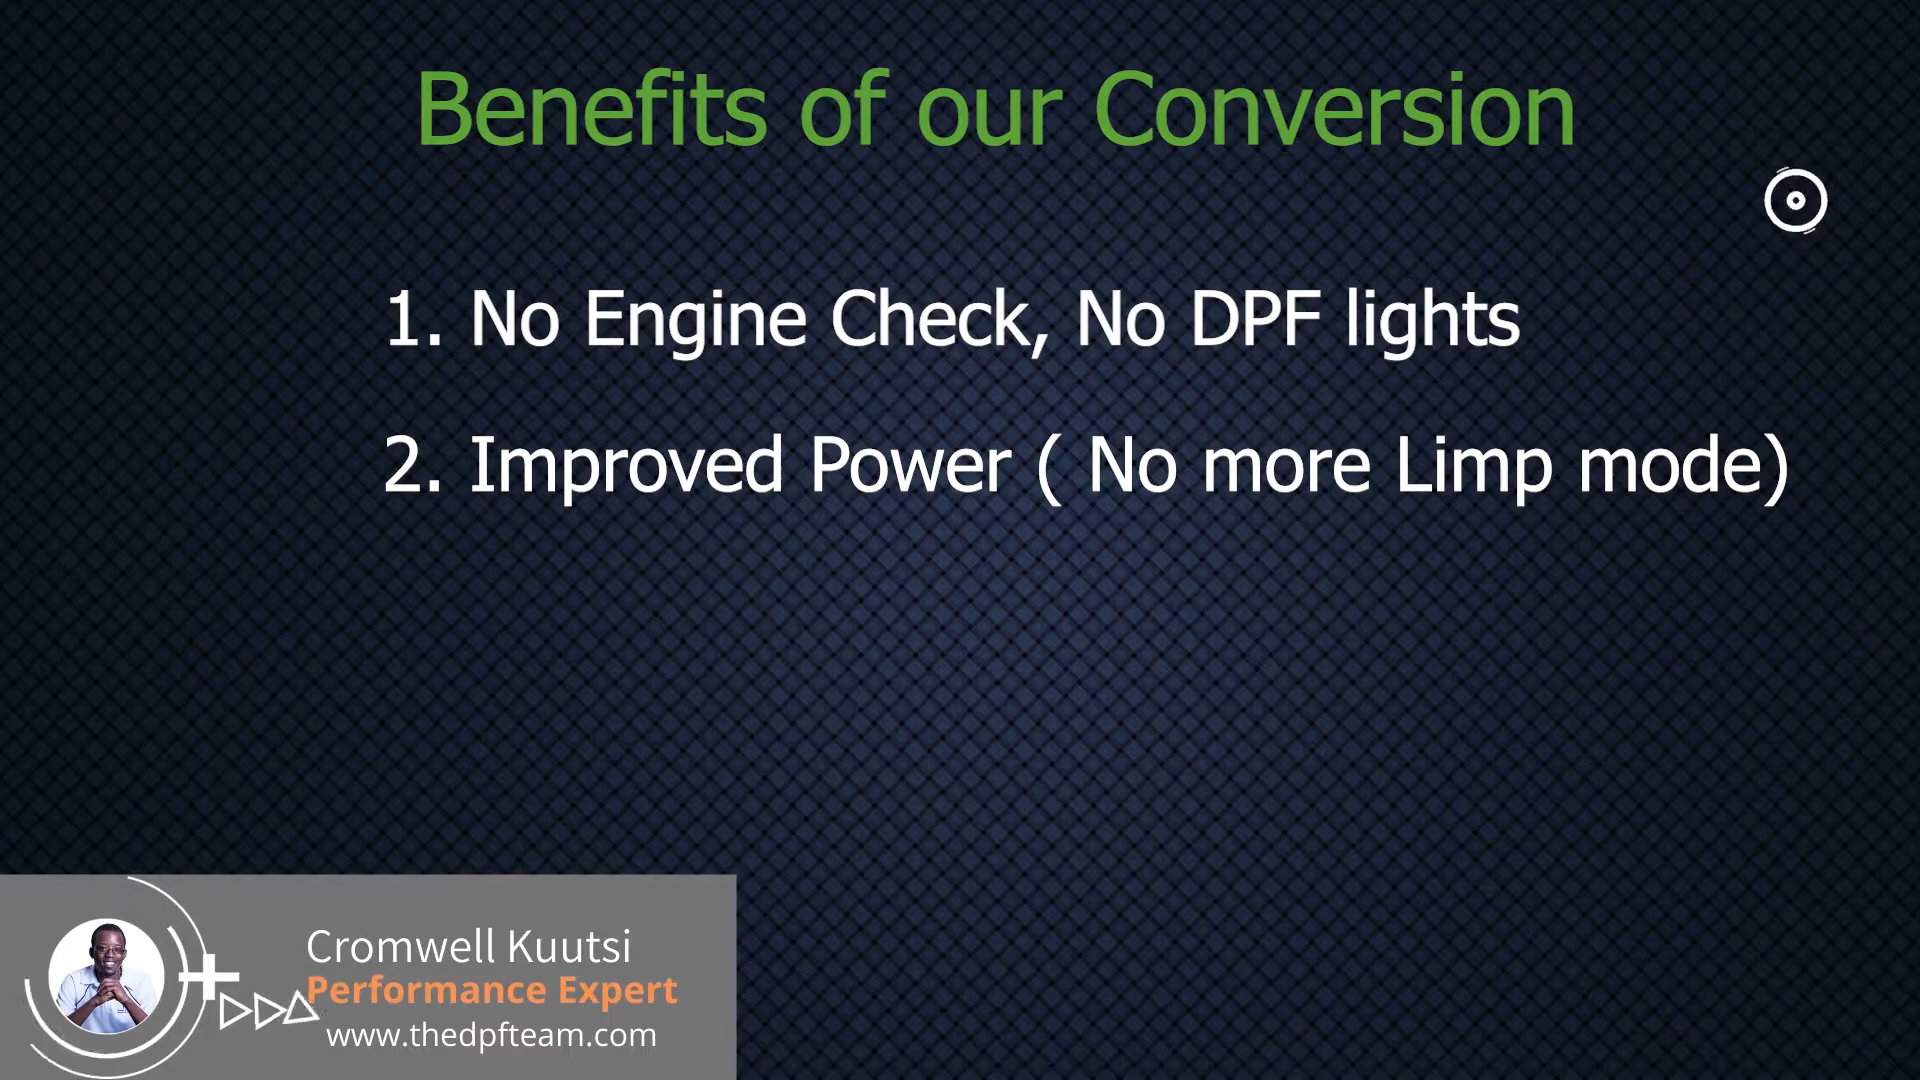 Benefits of our Conversion
1. No Engine Check, No DPF lights
2. Improved Power ( No more Limp mode)
Cromwell Kuutsi
Performance Expert
www.thedpfteam.com